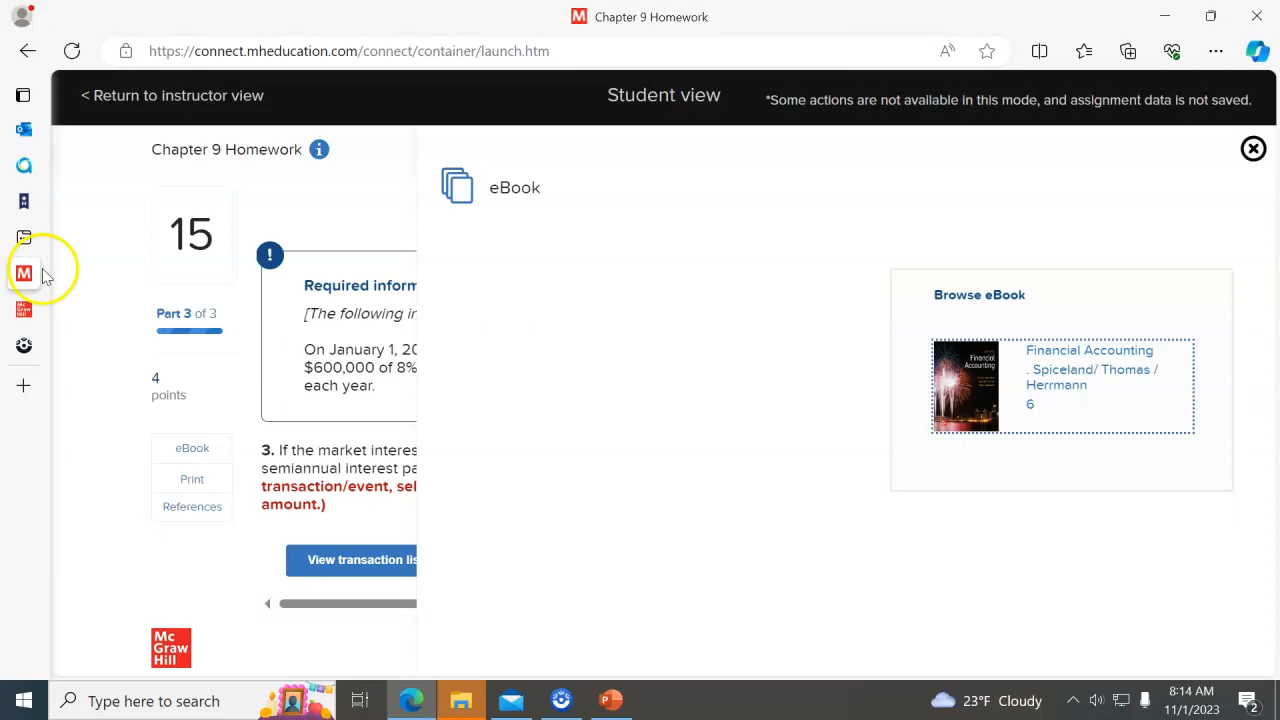 Chapter 9 Homework
https://connect.mheducation.com/connect/container/launch.htm
< Return to instructor view
Student view
*Some actions are not available in this mode, and assignment data is not saved.
Chapter 9 Homework
15
Part 3 of 3
4
points
eBook
Print
References
Mc
Graw
Hill
Required inform
[The following in
On January 1, 20
$600,000 of 8%
each year.
3. If the market interes
semiannual interest pa
transaction/event, sel
amount.)
View transaction lis
eBook
Browse eBook
Financial
Accounting
Financial Accounting
. Spiceland/ Thomas /
Herrmann
6
Type here to search
23°F Cloudy
8:14 AM
11/1/2023
2